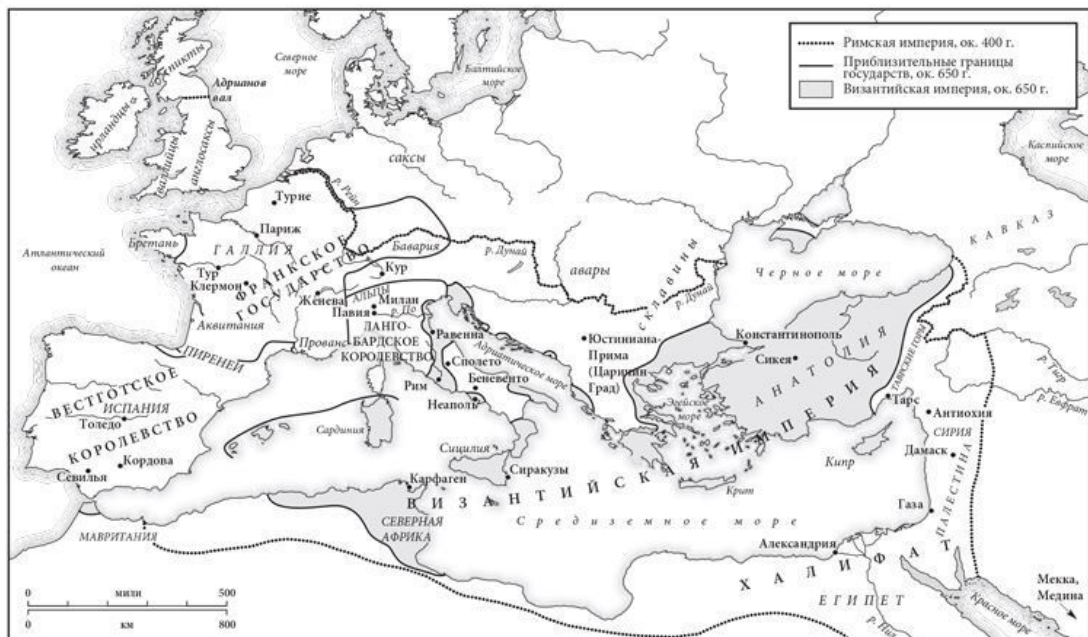 Римская империя, ок. 400 г.
Приблизительные границы
государств, ок. 650 г.
Византийская империя, ок. 650 г.
Северное
море
Балтийское
море
пикты
Адрианов
вал
ирландцы
валлийцы
англосаксы
саксы
Каспийское
море
Турне
р. Рейн
Париж
Бретань
ГАЛЛИЯ
Атлантический
океан
Тур
Клермон
ФРАНКСКОЕ
ГОСУДАРСТВО
Бавария
Кур
р. Дунай
авары
СКЛАВИНЫ
р. Дунай
КАВКАЗ
Черное море
Женева
АЛЬПЫ
Милан
Павия
р. По
Аквитания
Прованс
ЛАНГО-
БАРДСКОЕ
КОРОЛЕВСТВО
Равенна
Адриатическое море
Сполето
Рим
Беневенто
Неаполь
Юстиниана-
Прима
(Царичин
Град)
Константинополь
Сикея
АНАТОЛИЯ
ТАВРСКИЕ ГОРЫ
р. Тигр
р. Евфрат
ПИРЕНЕИ
ВЕСТГОТСКОЕ
КОРОЛЕВСТВО
ИСПАНИЯ
Толедо
Кордова
Севилья
Сардиния
Сицилия
Сиракузы
Эгейское
море
Тарс
Антиохия
СИРИЯ
Дамаск
Кипр
Крит
Карфаген
ВИЗАНТИЙСКАЯ ИМПЕРИЯ
СЕВЕРНАЯ
АФРИКА
МАВРИТАНИЯ
Средиземное море
Газа
ПАЛЕСТИНА
Александрия
ХАЛИФАТ
ЕГИПЕТ
р. Нил
Красное море
Мекка,
Медина
0 мили 500
0 км 800